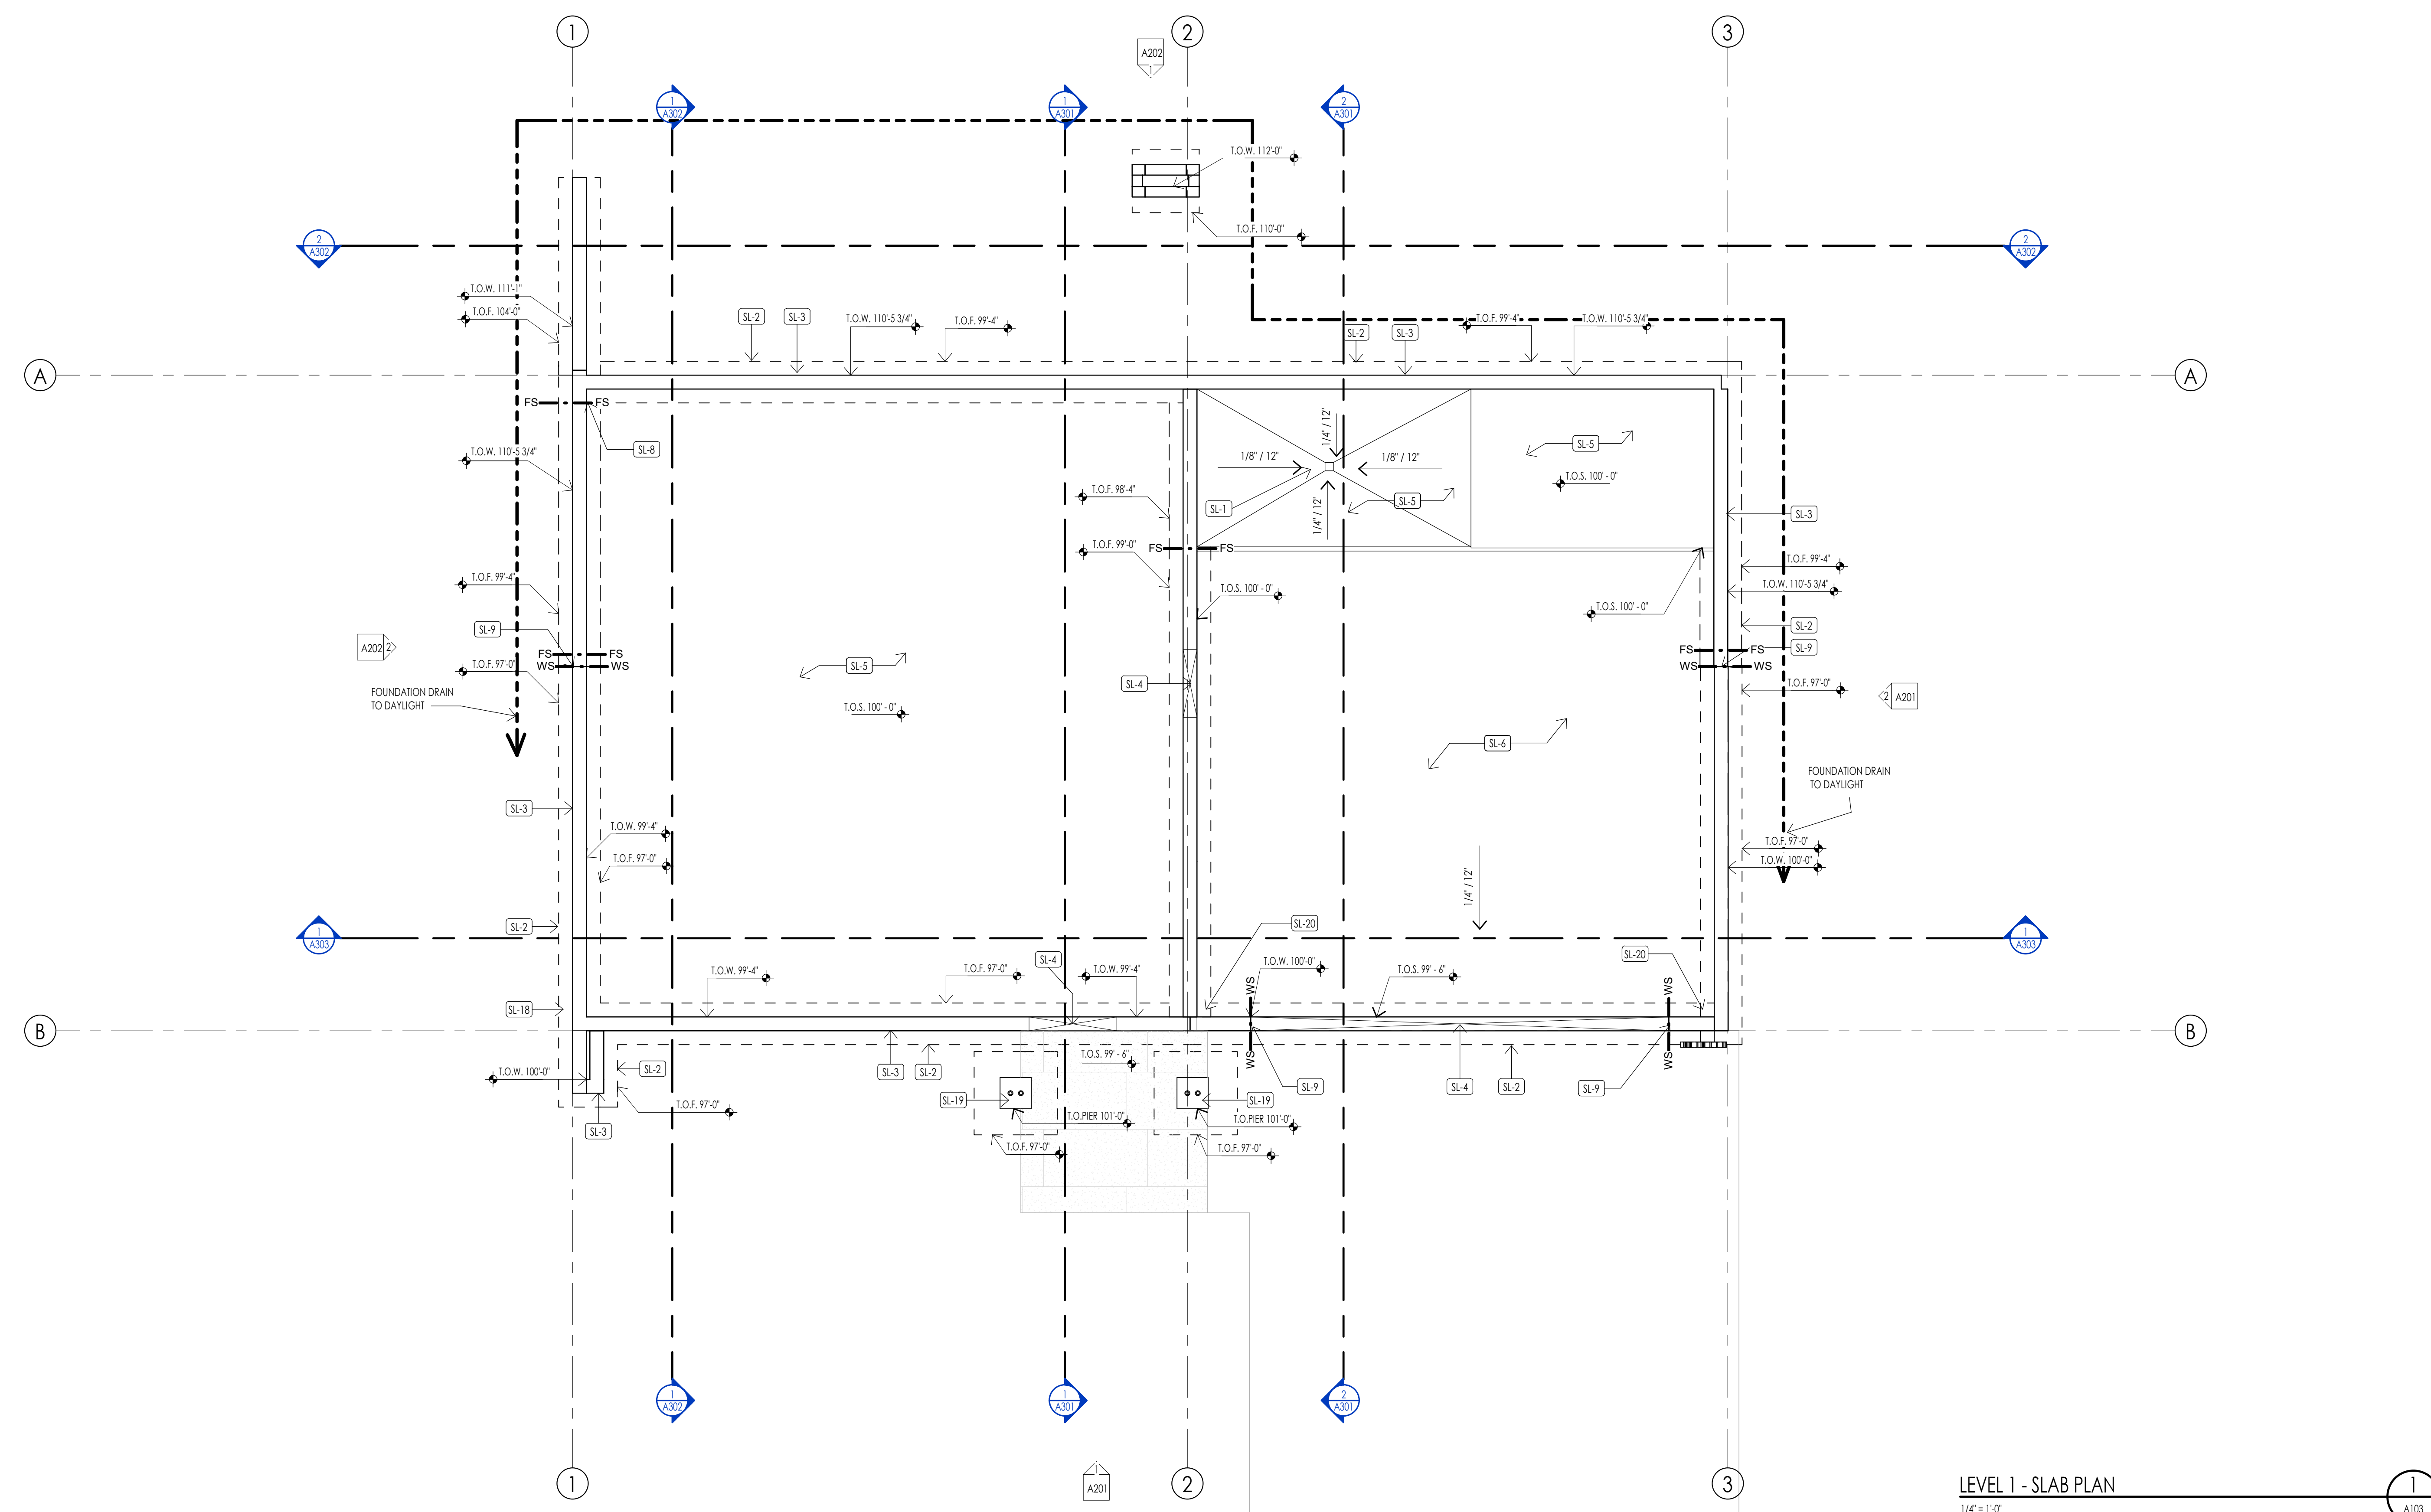 1
2
3
A202
1
1
A302
1
A301
2
A301
T.O.W. 112'-0"
T.O.F. 110'-0"
2
A302
2
A302
T.O.W. 111'-1"
T.O.F. 104'-0"
SL-2
SL-3
T.O.W. 110'-5 3/4"
T.O.F. 99'-4"
SL-2
SL-3
T.O.F. 99'-4"
T.O.W. 110'-5 3/4"
A
A
FS
FS
SL-8
T.O.W. 110'-5 3/4"
1/4" / 12"
1/8" / 12"
1/8" / 12"
SL-5
T.O.S. 100' - 0"
T.O.F. 98'-4"
SL-1
SL-5
1/4" / 12"
SL-3
T.O.F. 99'-0"
FS
FS
T.O.F. 99'-4"
T.O.F. 99'-4"
T.O.W. 110'-5 3/4"
T.O.S. 100' - 0"
T.O.S. 100' - 0"
SL-9
SL-2
A202
2
FS
FS
WS
WS
SL-5
FS
FS
WS
WS
SL-9
T.O.F. 97'-0"
SL-4
T.O.F. 97'-0"
2
A201
FOUNDATION DRAIN
TO DAYLIGHT
T.O.S. 100' - 0"
SL-6
FOUNDATION DRAIN
TO DAYLIGHT
SL-3
T.O.W. 99'-4"
T.O.F. 97'-0"
1/4" / 12"
T.O.F. 97'-0"
T.O.W. 100'-0"
SL-2
1
A303
SL-20
SL-20
1
A303
T.O.W. 99'-4"
T.O.F. 97'-0"
SL-4
T.O.W. 99'-4"
T.O.W. 100'-0"
T.O.S. 99' - 6"
WS
WS
SL-18
B
B
T.O.W. 100'-0"
SL-2
SL-3
SL-2
T.O.S. 99' - 6"
WS
WS
SL-9
SL-4
SL-2
SL-9
T.O.F. 97'-0"
SL-3
SL-19
SL-19
T.O.PIER 101'-0"
T.O.PIER 101'-0"
T.O.F. 97'-0"
T.O.F. 97'-0"
1
A302
1
A301
2
A301
1
1
A201
2
3
LEVEL 1 - SLAB PLAN
1/4" = 1'-0"
1
A103